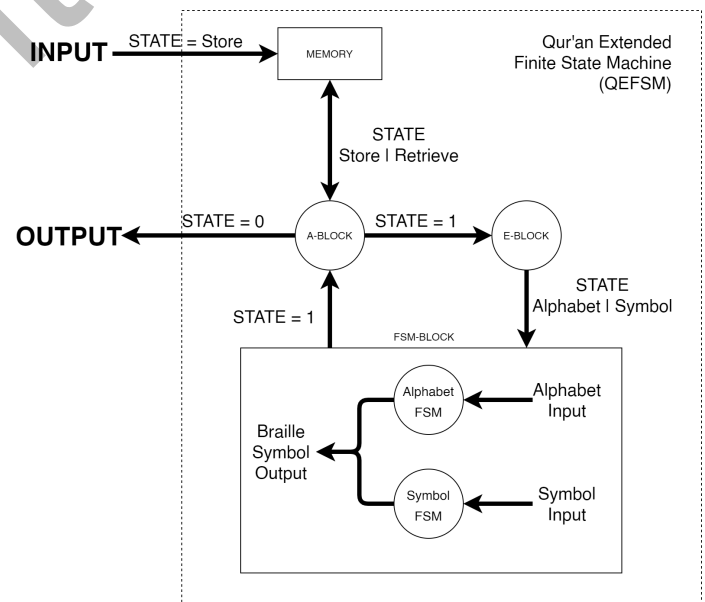 INPUT
STATE = Store
MEMORY
Qur'an Extended
Finite State Machine
(QEFSM)
STATE
Store | Retrieve
OUTPUT
STATE = 0
A-BLOCK
STATE = 1
E-BLOCK
STATE
Alphabet | Symbol
STATE = 1
FSM-BLOCK
Alphabet
FSM
Alphabet
Input
Braille
Symbol
Output
Symbol
FSM
Symbol
Input